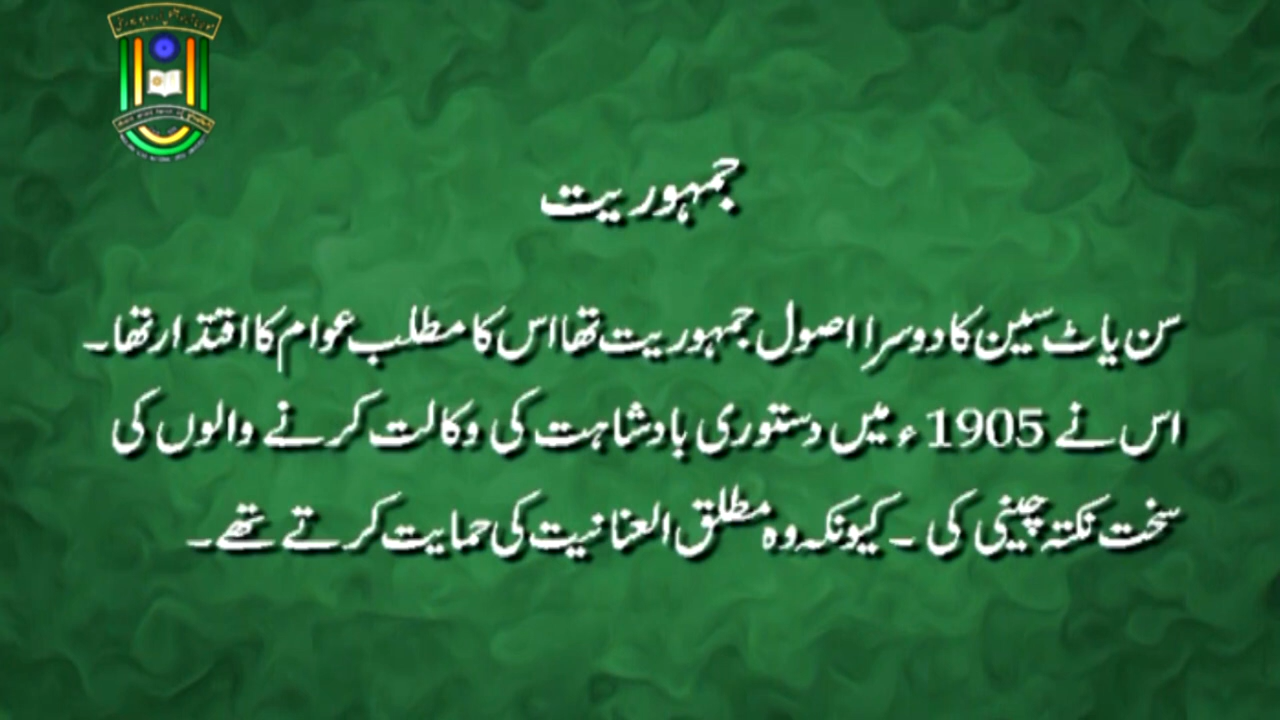 جمہوریت
سن یاٹ سین کا دوسرا اصول جمہوریت تھا اس کا مطلب عوام کا اقتدار تھا۔
اس نے 1905ء میں دستوری بادشاہت کی وکالت کرنے والوں کی
سخت نکتہ چینی کی ۔ کیونکہ وہ مطلق العنانیت کی حمایت کرتے تھے۔